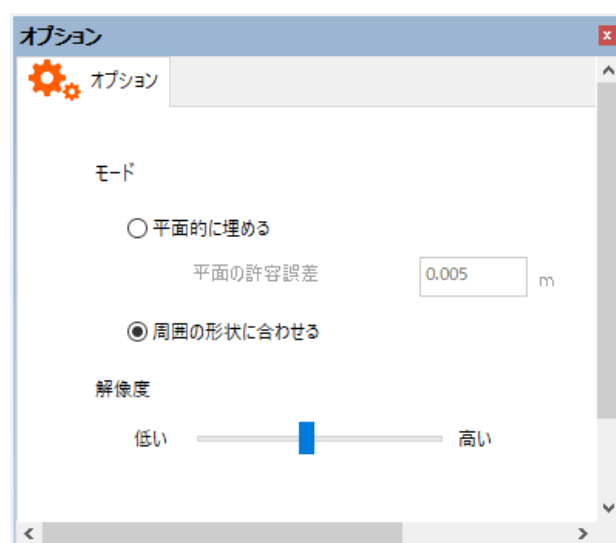 オプション
オプション
モード
平面的に埋める
平面の許容誤差 0.005 m
周囲の形状に合わせる
解像度
低い 高い